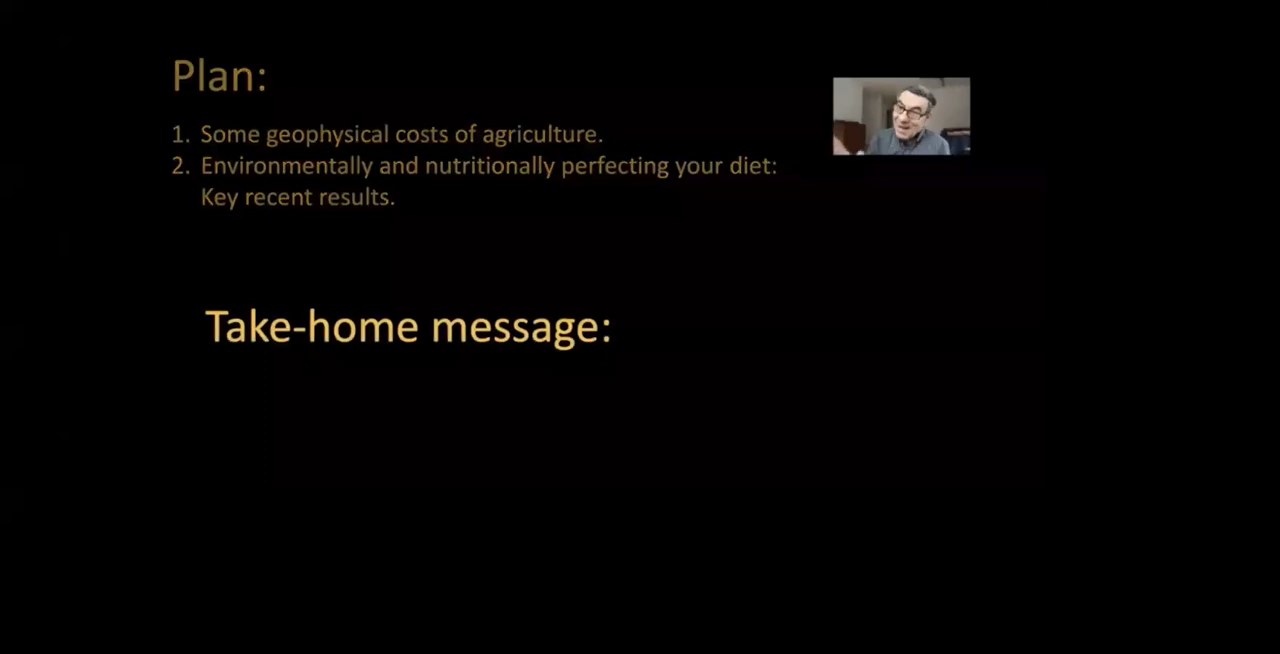 Plan:
1. Some geophysical costs of agriculture.
2. Environmentally and nutritionally perfecting your diet:
Key recent results.
Take-home message: